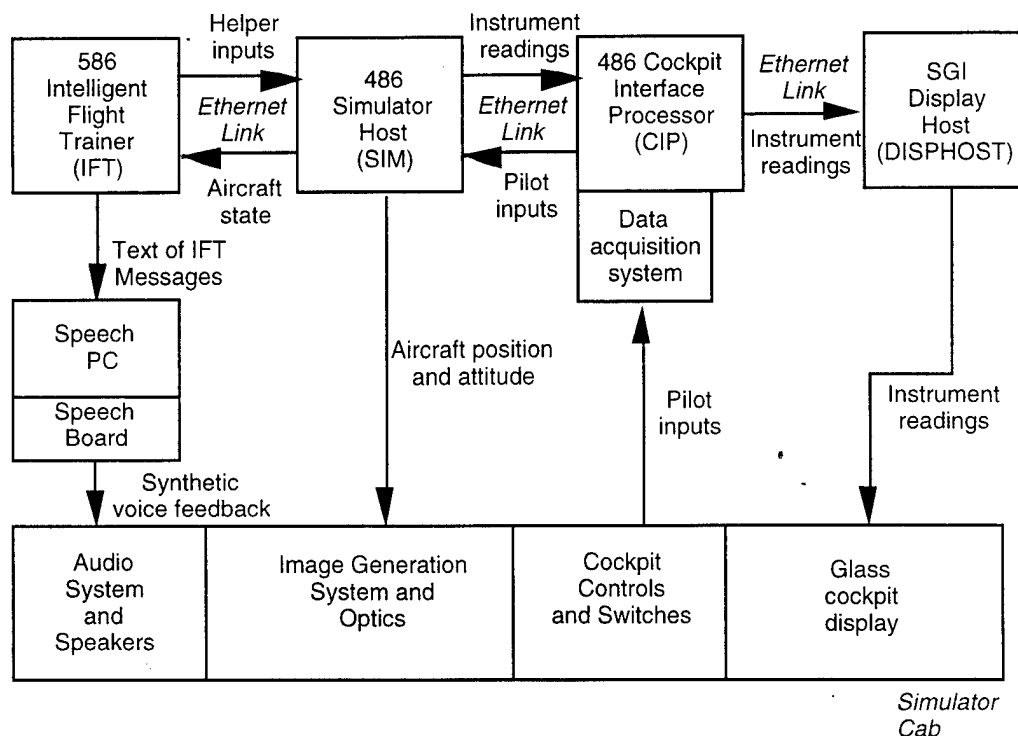 586
Intelligent
Flight
Trainer
(IFT)
Helper
inputs
Ethernet
Link
Aircraft
state
486
Simulator
Host
(SIM)
Instrument
readings
Ethernet
Link
Pilot
inputs
486 Cockpit
Interface
Processor
(CIP)
Data
acquisition
system
Ethernet
Link
Instrument
readings
SGI
Display
Host
(DISPHOST)
Text of IFT
Messages
Speech
PC
Speech
Board
Synthetic
voice feedback
Aircraft position
and attitude
Pilot
inputs
Instrument
readings
Audio
System
and
Speakers
Image Generation
System and
Optics
Cockpit
Controls
and Switches
Glass
cockpit
display
Simulator
Cab